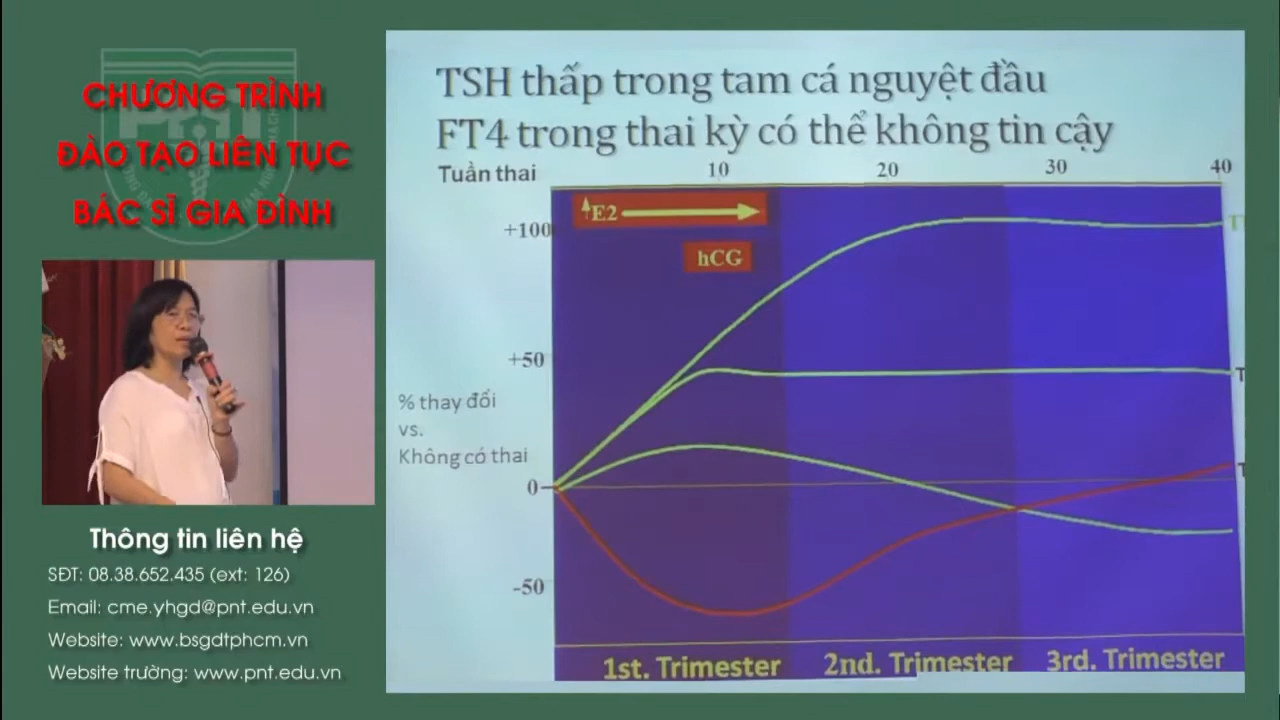 CHƯƠNG TRÌNH
ĐÀO TẠO LIÊN TỤC
BÁC SĨ GIA ĐÌNH
Thông tin liên hệ
SĐT: 08.38.652.435 (ext: 126)
Email: cme.yhgd@pnt.edu.vn
Website: www.bsgdtphcm.vn
Website trường: www.pnt.edu.vn
TSH thấp trong tam cá nguyệt đầu
FT4 trong thai kỳ có thể không tin cậy
Tuần thai 10 20 30 40
E2
hCG
+100
+50
% thay đổi
vs.
Không có thai
0
-50
1st. Trimester 2nd. Trimester 3rd. Trimester